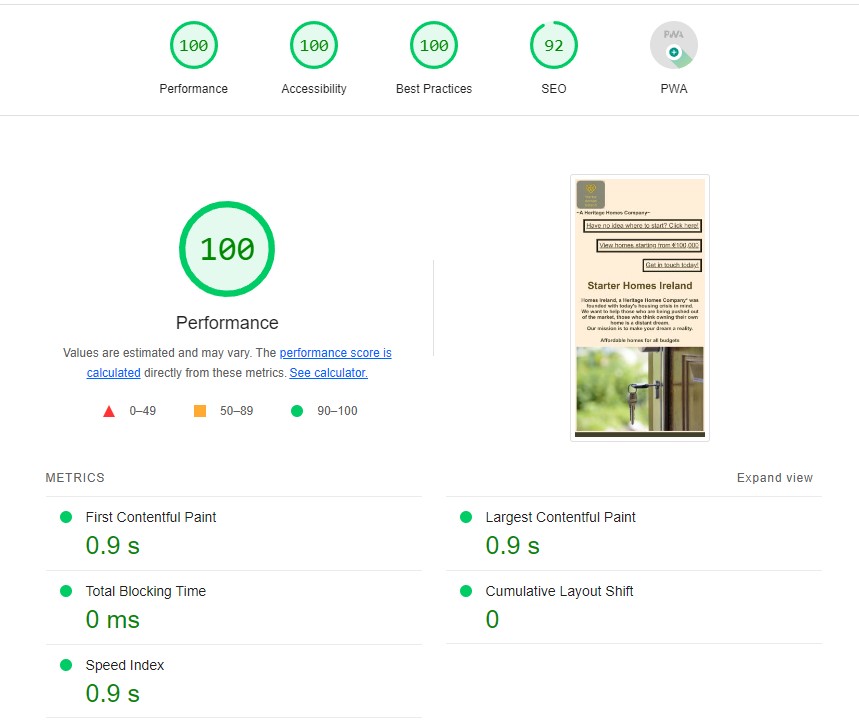 100
100
100
92
PWA
Performance
Accessibility
Best Practices
SEO
PWA
100
Performance
Values are estimated and may vary. The performance score is
calculated directly from these metrics. See calculator.
0–49
50–89
90–100
~A Heritage Homes Company~
Have no idea where to start? Click here!
View homes starting from €100,000
Get in touch today!
Starter Homes Ireland
Homes Ireland, a Heritage Homes Company® was
founded with today's housing crisis in mind.
We want to help those who are being pushed out
of the market, those who think owning their own
home is a distant dream.
Our mission is to make your dream a reality.
Affordable homes for all budgets
METRICS
Expand view
First Contentful Paint
0.9 s
Largest Contentful Paint
0.9 s
Total Blocking Time
0 ms
Cumulative Layout Shift
0
Speed Index
0.9 s